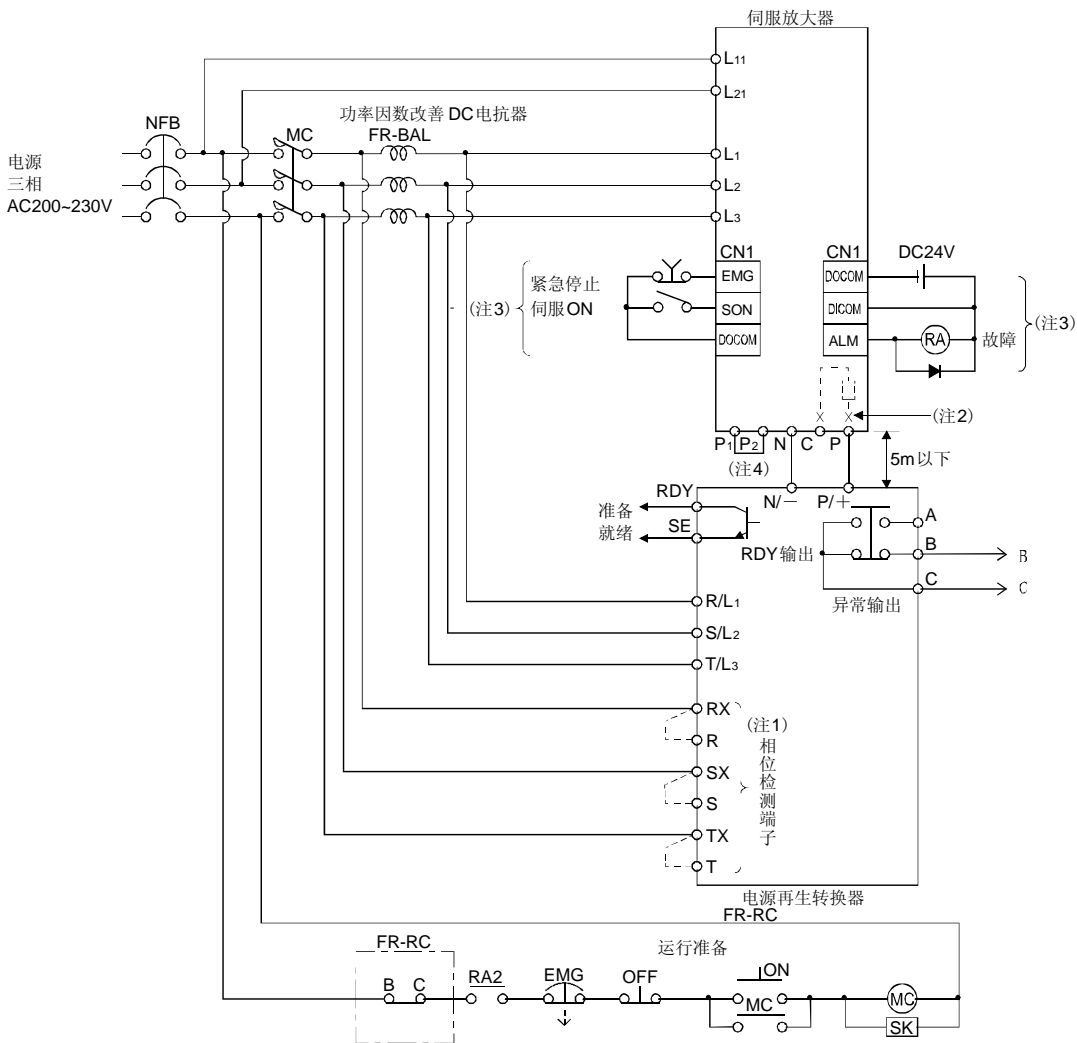 伺服放大器
L11
L21
功率因数改善DC电抗器
NFB
MC
FR-BAL
电源
三相
AC200~230V
L1
L2
L3
CN1
CN1
DC24V
(注3)
紧急停止
伺服ON
EMG
SON
DOCOM
DOCOM
DICOM
ALM
RA
故障
(注3)
(注2)
P1 P2 N C P
(注4)
5m以下
RDY
SE
准备
就绪
N/－ P/＋
RDY输出
A
B
B
C
C
异常输出
R/L1
S/L2
T/L3
RX
R
SX
S
TX
T
(注1)
相位检测端子
电源再生转换器
FR-RC
FR-RC
运行准备
B C
RA2
EMG
OFF
ON
MC
MC
SK